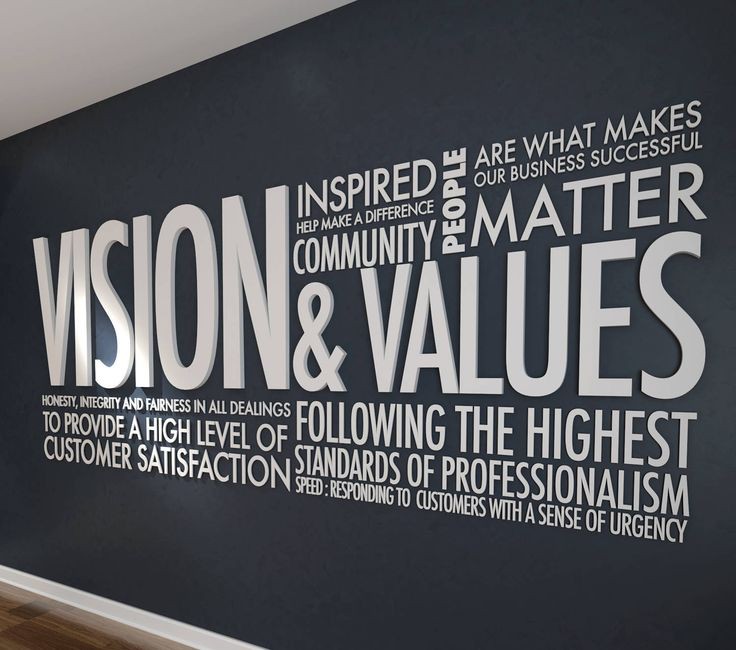 INSPIRED
HELP MAKE A DIFFERENCE
COMMUNITY
PEOPLE
ARE WHAT MAKES
OUR BUSINESS SUCCESSFUL
MATTER
VISION & VALUES
HONESTY, INTEGRITY AND FAIRNESS IN ALL DEALINGS
TO PROVIDE A HIGH LEVEL OF
CUSTOMER SATISFACTION
FOLLOWING THE HIGHEST
STANDARDS OF PROFESSIONALISM
SPEED : RESPONDING TO CUSTOMERS WITH A SENSE OF URGENCY